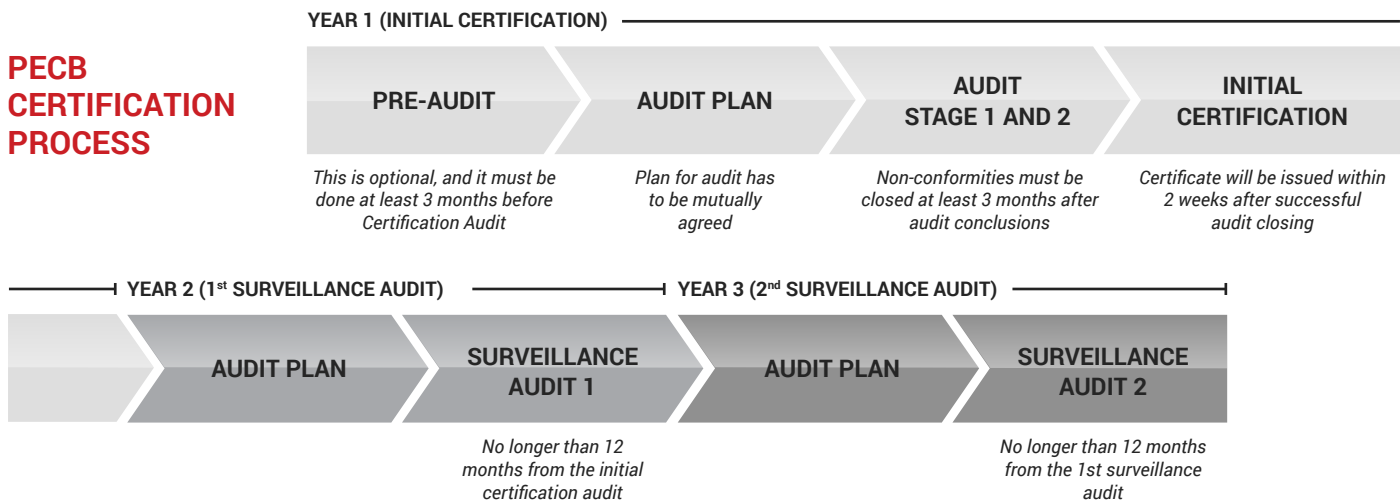 YEAR 1 (INITIAL CERTIFICATION)
PECB
CERTIFICATION
PROCESS
PRE-AUDIT
This is optional, and it must be
done at least 3 months before
Certification Audit
AUDIT PLAN
Plan for audit has
to be mutually
agreed
AUDIT
STAGE 1 AND 2
Non-conformities must be
closed at least 3 months after
audit conclusions
INITIAL
CERTIFICATION
Certificate will be issued within
2 weeks after successful
audit closing
YEAR 2 (1st SURVEILLANCE AUDIT)
AUDIT PLAN
SURVEILLANCE
AUDIT 1
No longer than 12
months from the initial
certification audit
YEAR 3 (2nd SURVEILLANCE AUDIT)
AUDIT PLAN
SURVEILLANCE
AUDIT 2
No longer than 12 months
from the 1st surveillance
audit